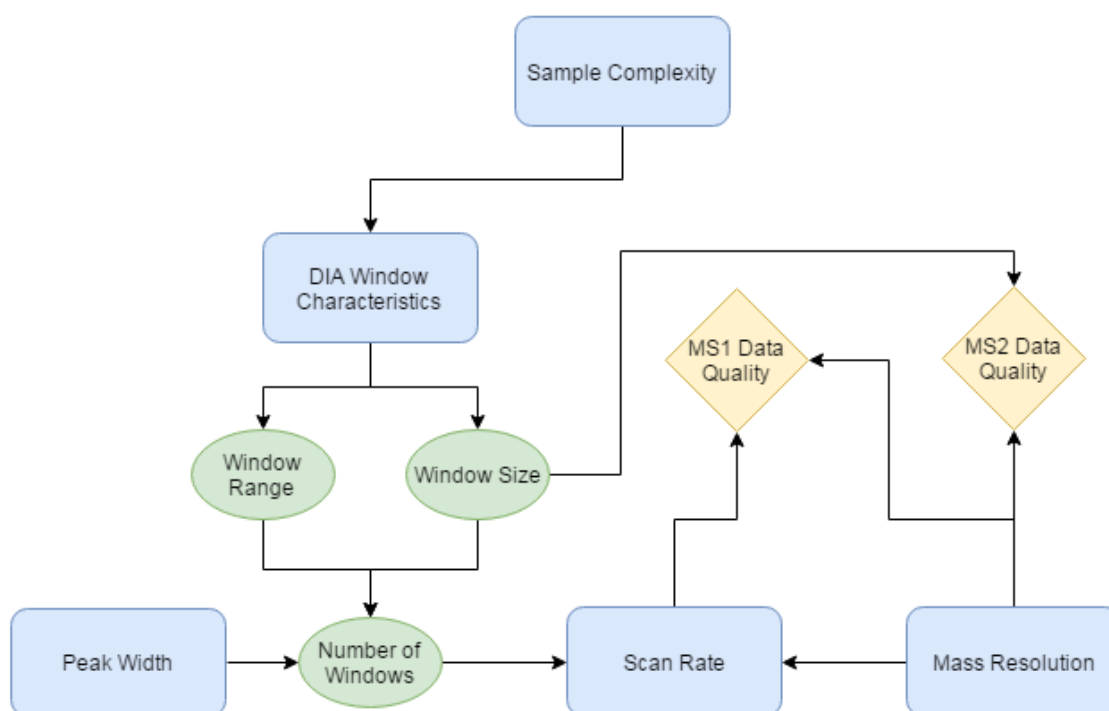 Sample Complexity
DIA Window
Characteristics
MS1 Data
Quality
MS2 Data
Quality
Window
Range
Window Size
Peak Width
Number of
Windows
Scan Rate
Mass Resolution